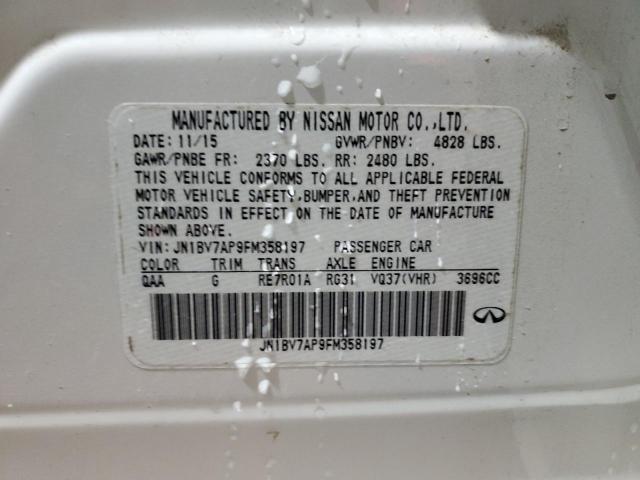 MANUFACTURED BY NISSAN MOTOR CO.,LTD.
DATE: 11/15 GVWR/PNBV: 4828 LBS.
GAWR/PNBE FR: 2370 LBS. RR: 2480 LBS.
THIS VEHICLE CONFORMS TO ALL APPLICABLE FEDERAL
MOTOR VEHICLE SAFETY,BUMPER,AND THEFT PREVENTION
STANDARDS IN EFFECT ON THE DATE OF MANUFACTURE
SHOWN ABOVE.
VIN: JN1BV7AP9FM358197 PASSENGER CAR
COLOR TRIM TRANS AXLE ENGINE
QAA G RE7R01A RG31 VQ37(VHR) 3696CC
JN1BV7AP9FM358197